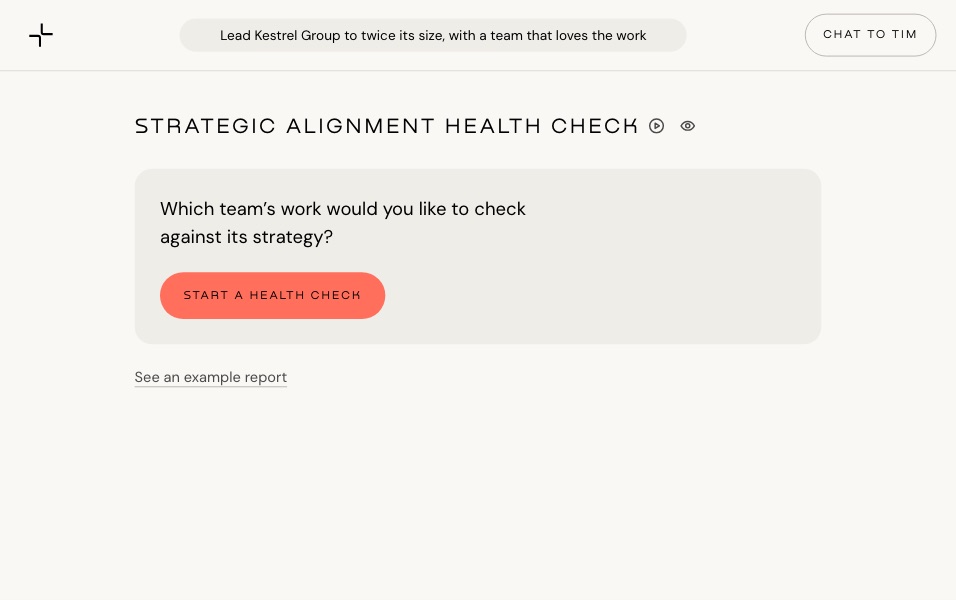 Lead Kestrel Group to twice its size, with a team that loves the work
CHAT TO TIM
STRATEGIC ALIGNMENT HEALTH CHECK
Which team’s work would you like to check
against its strategy?
START A HEALTH CHECK
See an example report